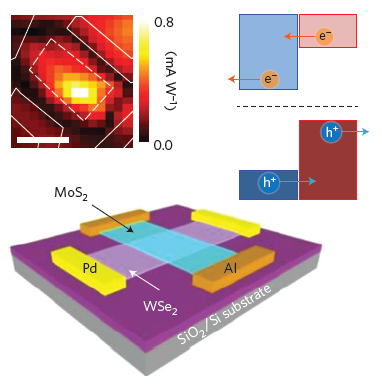 0.8
(mA W⁻¹)
0.0
e⁻
e⁻
h⁺
h⁺
MoS₂
Pd
Al
WSe₂
SiO₂/Si substrate